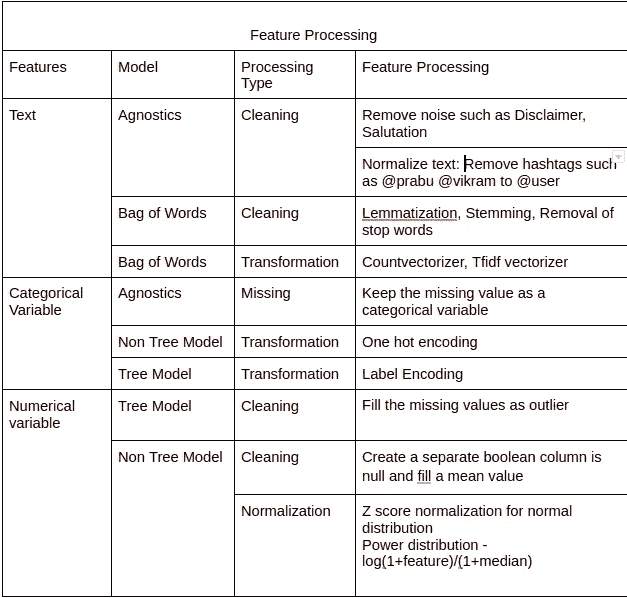 Feature Processing
Features
Model
Processing
Type
Feature Processing
Text
Agnostics
Cleaning
Remove noise such as Disclaimer,
Salutation
Normalize text: Remove hashtags such
as @prabu @vikram to @user
Bag of Words
Cleaning
Lemmatization, Stemming, Removal of
stop words
Bag of Words
Transformation
Countvectorizer, Tfidf vectorizer
Categorical
Variable
Agnostics
Missing
Keep the missing value as a
categorical variable
Non Tree Model
Transformation
One hot encoding
Tree Model
Transformation
Label Encoding
Numerical
variable
Tree Model
Cleaning
Fill the missing values as outlier
Non Tree Model
Cleaning
Create a separate boolean column is
null and fill a mean value
Normalization
Z score normalization for normal
distribution
Power distribution -
log(1+feature)/(1+median)